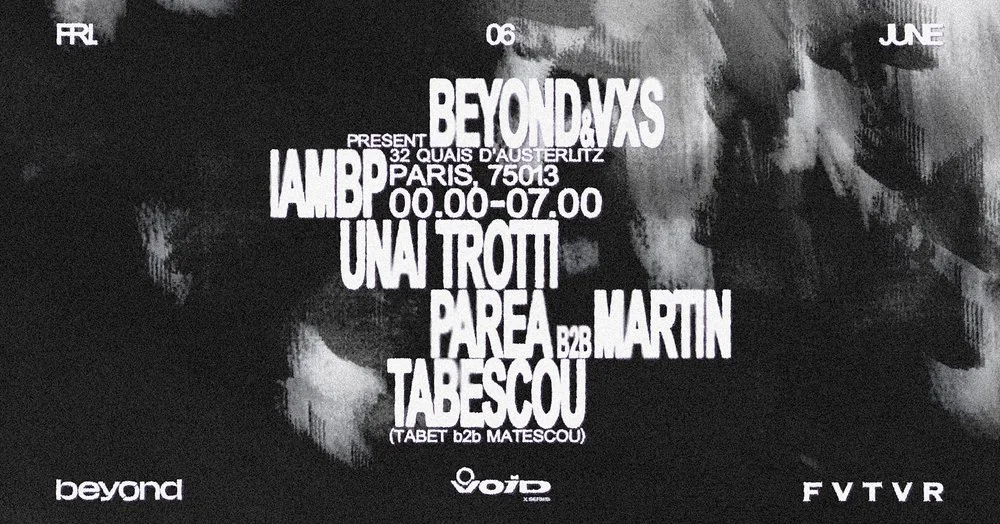 FRI.
06
JUNE
BEYOND&VXS
PRESENT
32 QUAIS D'AUSTERLITZ
PARIS, 75013
00.00-07.00
IAMBP
UNAI TROTTI
PAREA B2B MARTIN
TABESCOU
(TABET b2b MATESCOU)
beyond
VOID
FVTVR